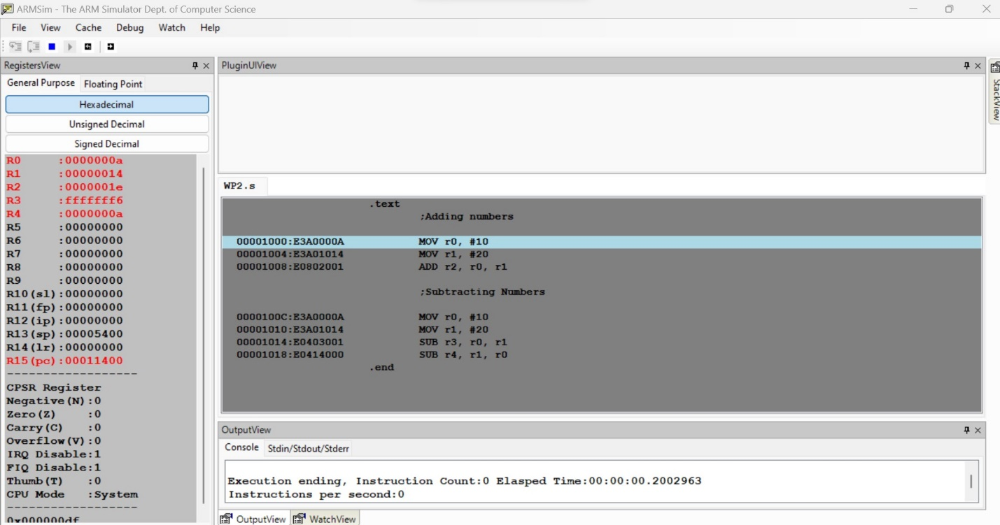 ARMSim - The ARM Simulator Dept. of Computer Science
File View Cache Debug Watch Help
RegistersView
General Purpose Floating Point
Hexadecimal
Unsigned Decimal
Signed Decimal
R0 :0000000a
R1 :00000014
R2 :0000001e
R3 :fffffff6
R4 :0000000a
R5 :00000000
R6 :00000000
R7 :00000000
R8 :00000000
R9 :00000000
R10(sl):00000000
R11(fp):00000000
R12(ip):00000000
R13(sp):00005400
R14(lr):00000000
R15(pc):00011400
-------------------
CPSR Register
Negative(N):0
Zero(Z) :0
Carry(C) :0
Overflow(V):0
IRQ Disable:1
FIQ Disable:1
Thumb(T) :0
CPU Mode :System
-------------------
0x000000df
PluginUIView
WP2.s
.text
;Adding numbers
00001000:E3A0000A MOV r0, #10
00001004:E3A01014 MOV r1, #20
00001008:E0802001 ADD r2, r0, r1
;Subtracting Numbers
0000100C:E3A0000A MOV r0, #10
00001010:E3A01014 MOV r1, #20
00001014:E0403001 SUB r3, r0, r1
00001018:E0414000 SUB r4, r1, r0
.end
OutputView
Console Stdin/Stdout/Stderr
Execution ending, Instruction Count:0 Elasped Time:00:00:00.2002963
Instructions per second:0
OutputView WatchView
StackView